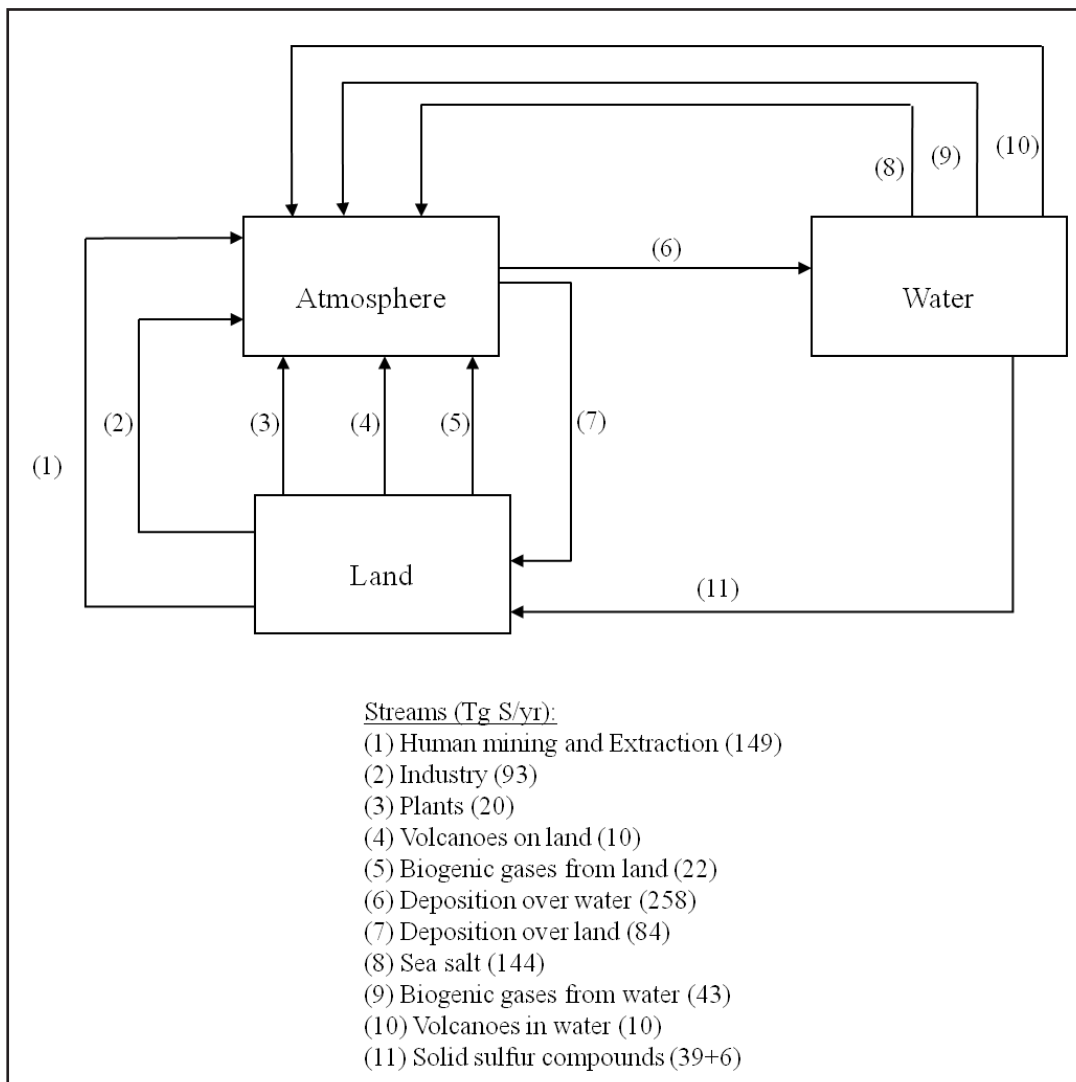 (10)
(9)
(8)
(6)
Atmosphere
Water
(2)
(3)
(4)
(5)
(7)
(1)
Land
(11)
Streams (Tg S/yr):
(1) Human mining and Extraction (149)
(2) Industry (93)
(3) Plants (20)
(4) Volcanoes on land (10)
(5) Biogenic gases from land (22)
(6) Deposition over water (258)
(7) Deposition over land (84)
(8) Sea salt (144)
(9) Biogenic gases from water (43)
(10) Volcanoes in water (10)
(11) Solid sulfur compounds (39+6)